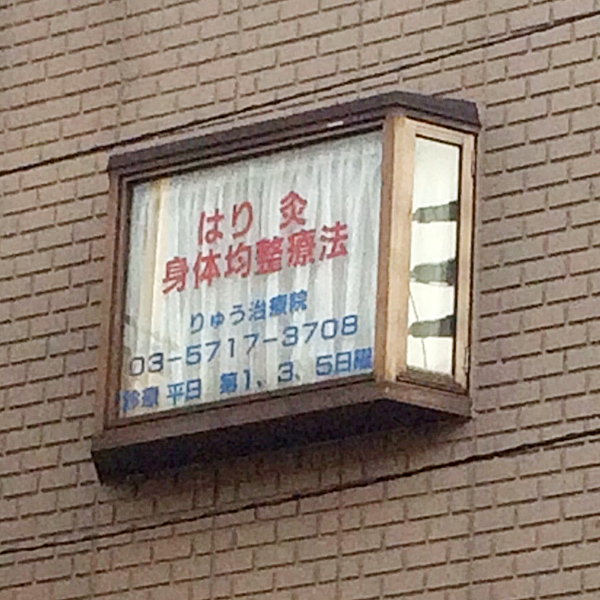 はり 灸
身体均整療法
りゅう治療院
03-5717-3708
診療 平日 第1、3、5日曜